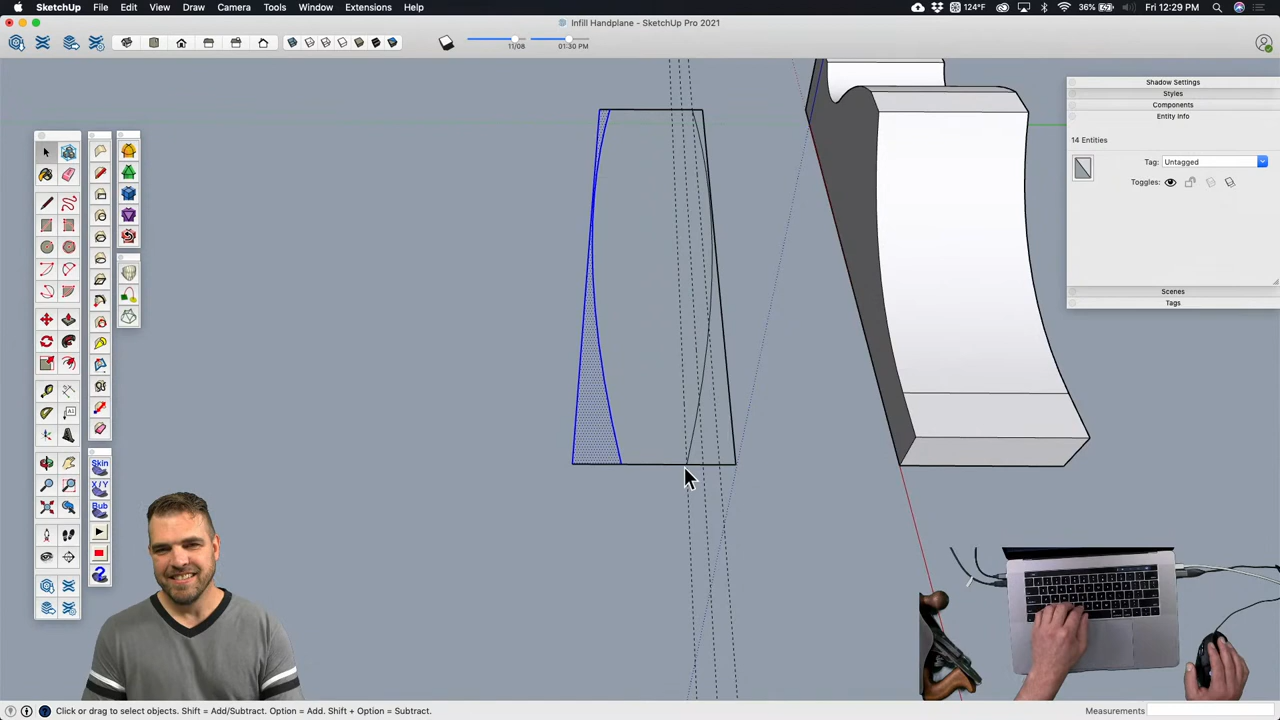 SketchUp File Edit View Draw Camera Tools Window Extensions Help
124°F 36% Fri 12:29 PM
Infill Handplane - SketchUp Pro 2021
11/08 01:30 PM
Shadow Settings
Styles
Components
Entity Info
14 Entities
Tag: Untagged
Toggles:
Scenes
Tags
Skin
X/Y
Bub
Click or drag to select objects. Shift = Add/Subtract. Option = Add. Shift + Option = Subtract.
Measurements